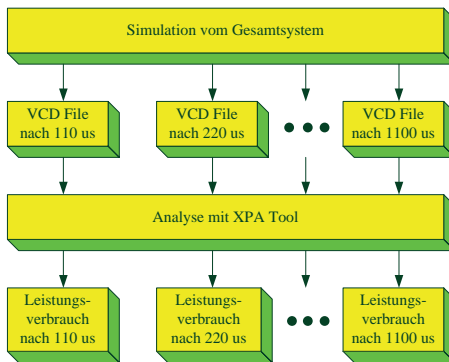 Simulation vom Gesamtsystem
VCD File
nach 110 us
VCD File
nach 220 us
VCD File
nach 1100 us
Analyse mit XPA Tool
Leistungs-
verbrauch
nach 110 us
Leistungs-
verbrauch
nach 220 us
Leistungs-
verbrauch
nach 1100 us